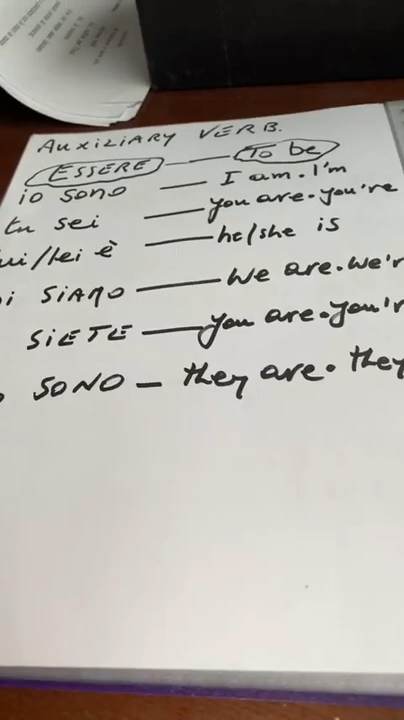 AUXILIARY VERB.
ESSERE — To be
io sono — I am. I'm
tu sei — you are. you're
ui/lei è — he/she is
i SIAMO — We are. we'r
SIETE — you are. you'r
o SONO — they are. they